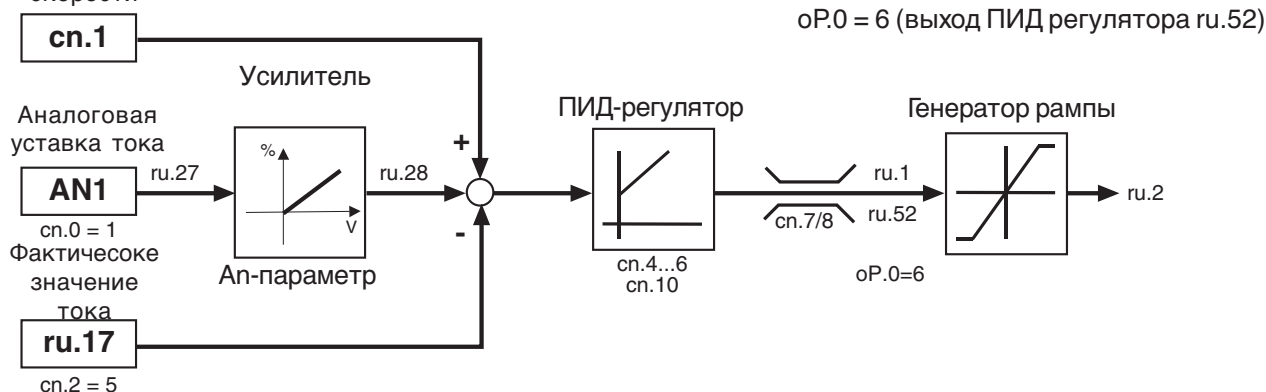 cn.1
oP.0 = 6 (выход ПИД регулятора ru.52)
Усилитель
Аналоговая
уставка тока
AN1
cn.0 = 1
ru.27
%
V
An-параметр
ru.28
+
-
ПИД-регулятор
cn.4...6
cn.10
ru.1
ru.52
cn.7/8
Генератор рампы
oP.0=6
ru.2
Фактичесоке
значение
тока
ru.17
cn.2 = 5